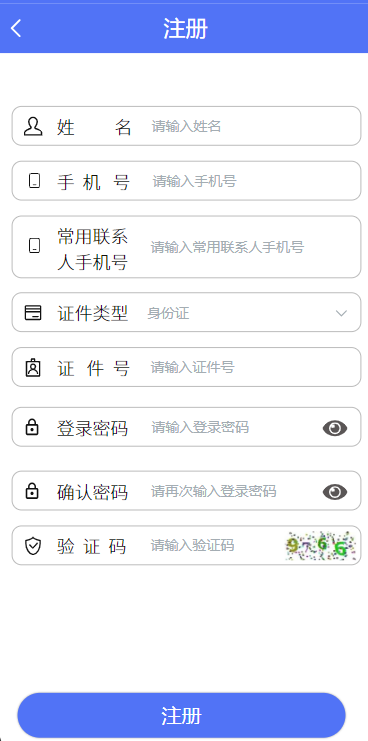 注册
姓 名 请输入姓名
手 机 号 请输入手机号
常用联系
人手机号 请输入常用联系人手机号
证件类型 身份证
证 件 号 请输入证件号
登录密码 请输入登录密码
确认密码 请再次输入登录密码
验 证 码 请输入验证码 9766
注册